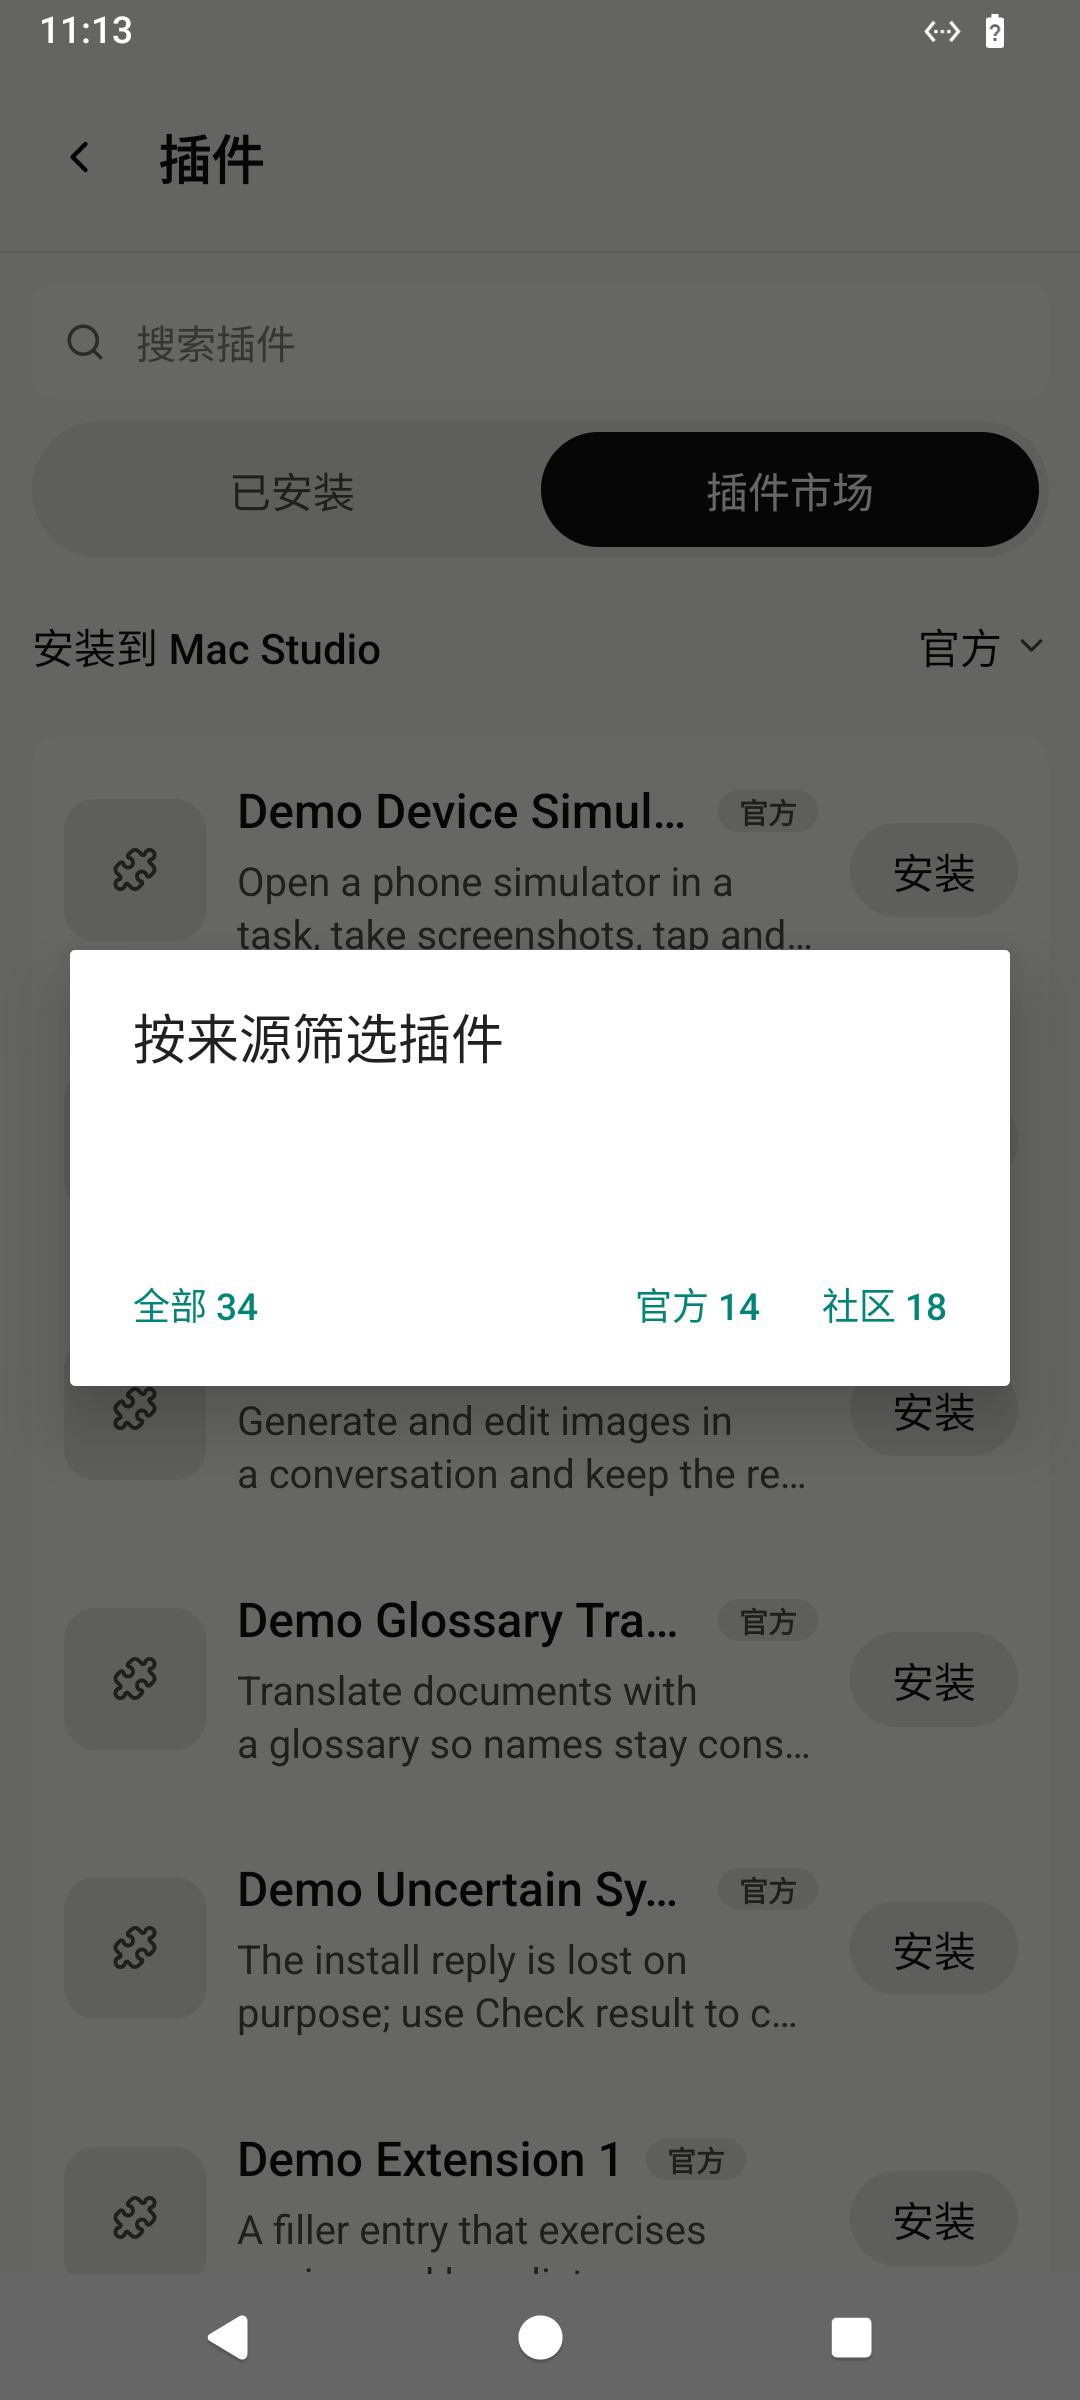 11:13
插件
搜索插件
已安装
插件市场
安装到 Mac Studio
官方
Demo Device Simul...
官方
Open a phone simulator in a
task, take screenshots, tap and...
安装
按来源筛选插件
全部 34
官方 14
社区 18
Generate and edit images in
a conversation and keep the re...
安装
Demo Glossary Tra...
官方
Translate documents with
a glossary so names stay cons...
安装
Demo Uncertain Sy...
官方
The install reply is lost on
purpose; use Check result to c...
安装
Demo Extension 1
官方
A filler entry that exercises
安装